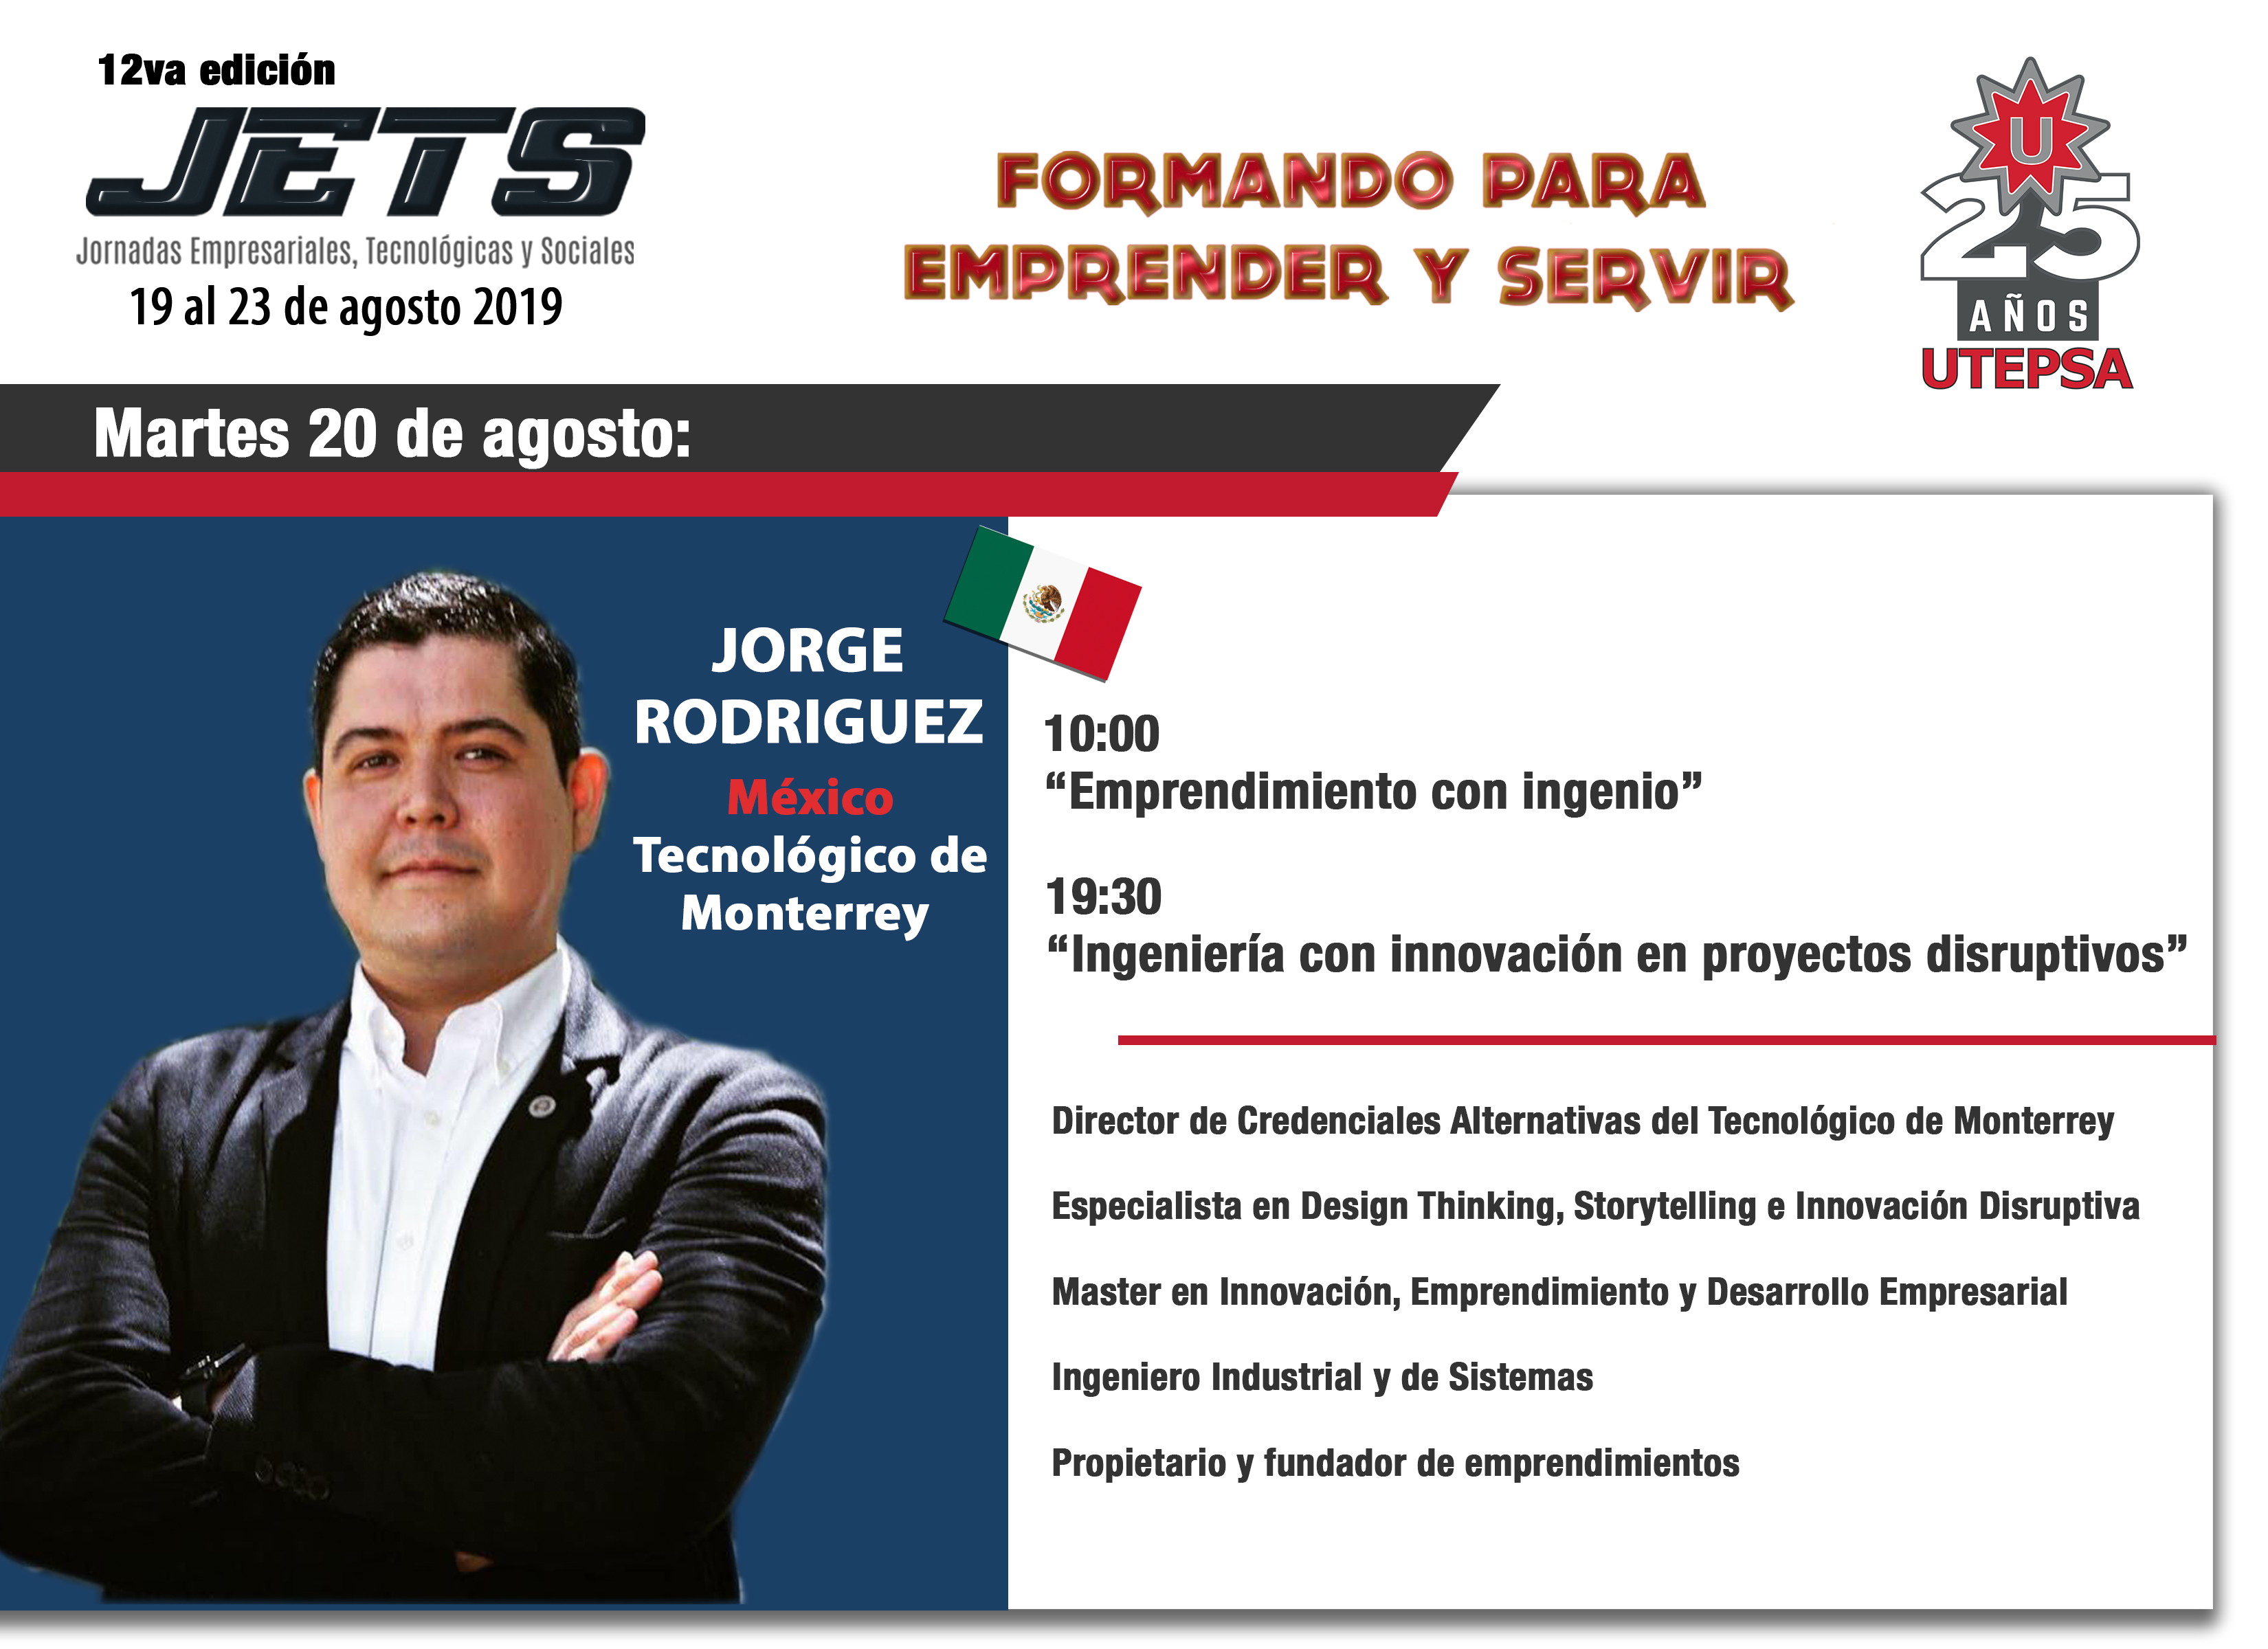 12va edición
JETS
Jornadas Empresariales, Tecnológicas y Sociales
19 al 23 de agosto 2019
FORMANDO PARA
EMPRENDER Y SERVIR
U
25
AÑOS
UTEPSA
Martes 20 de agosto:
JORGE
RODRIGUEZ
México
Tecnológico de
Monterrey
10:00
“Emprendimiento con ingenio”
19:30
“Ingeniería con innovación en proyectos disruptivos”
Director de Credenciales Alternativas del Tecnológico de Monterrey
Especialista en Design Thinking, Storytelling e Innovación Disruptiva
Master en Innovación, Emprendimiento y Desarrollo Empresarial
Ingeniero Industrial y de Sistemas
Propietario y fundador de emprendimientos